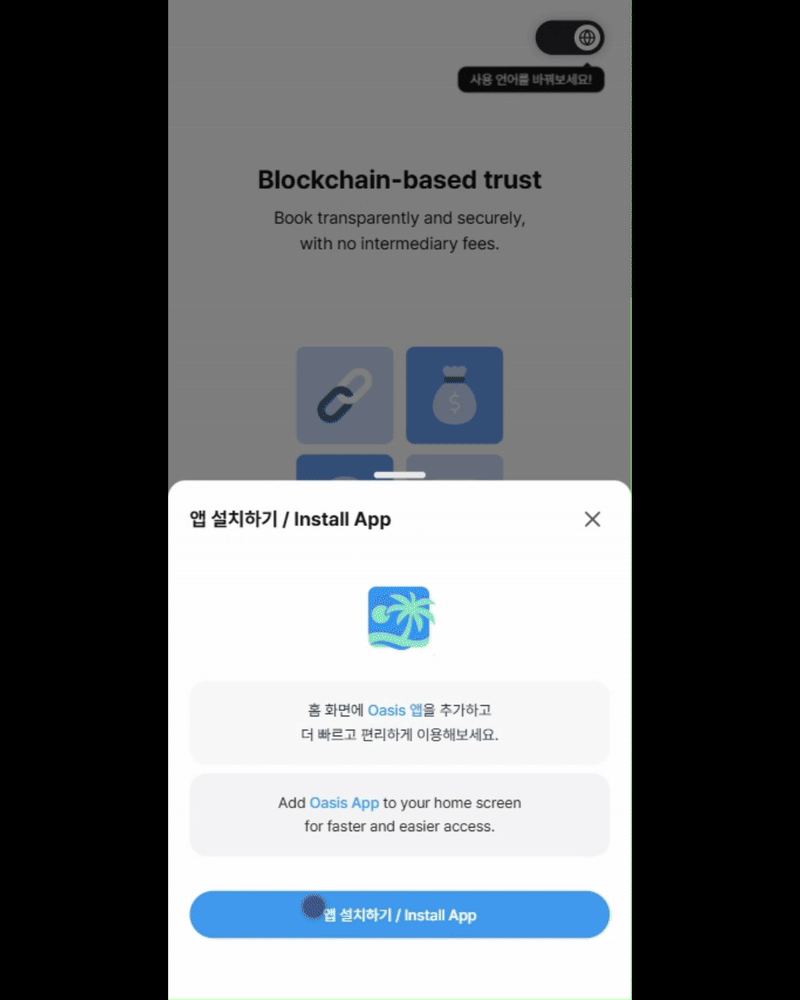 사용 언어를 바꿔보세요!
Blockchain-based trust
Book transparently and securely,
with no intermediary fees.
$
앱 설치하기 / Install App
홈 화면에 Oasis 앱을 추가하고
더 빠르고 편리하게 이용해보세요.
Add Oasis App to your home screen
for faster and easier access.
앱 설치하기 / Install App